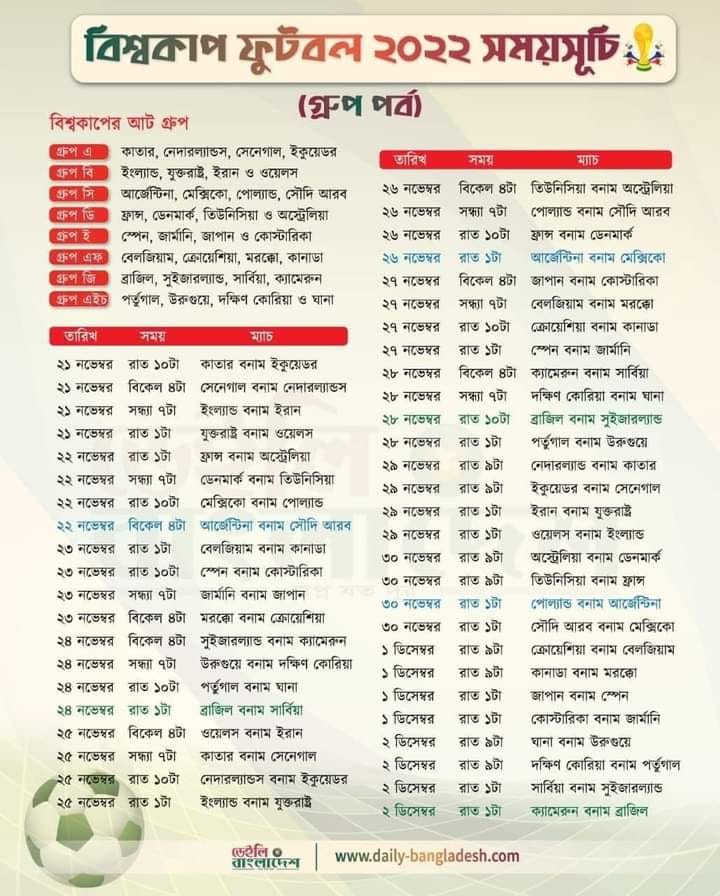 বিশ্বকাপ ফুটবল ২০২২ সময়সূচি
(গ্রুপ পর্ব)
বিশ্বকাপের আট গ্রুপ
গ্রুপ এ কাতার, নেদারল্যান্ডস, সেনেগাল, ইকুয়েডর
গ্রুপ বি ইংল্যান্ড, যুক্তরাষ্ট্র, ইরান ও ওয়েলস
গ্রুপ সি আর্জেন্টিনা, মেক্সিকো, পোল্যান্ড, সৌদি আরব
গ্রুপ ডি ফ্রান্স, ডেনমার্ক, তিউনিসিয়া ও অস্ট্রেলিয়া
গ্রুপ ই স্পেন, জার্মানি, জাপান ও কোস্টারিকা
গ্রুপ এফ বেলজিয়াম, ক্রোয়েশিয়া, মরক্কো, কানাডা
গ্রুপ জি ব্রাজিল, সুইজারল্যান্ড, সার্বিয়া, ক্যামেরুন
গ্রুপ এইচ পর্তুগাল, উরুগুয়ে, দক্ষিণ কোরিয়া ও ঘানা
তারিখ সময় ম্যাচ
২১ নভেম্বর রাত ১০টা কাতার বনাম ইকুয়েডর
২১ নভেম্বর বিকেল ৪টা সেনেগাল বনাম নেদারল্যান্ডস
২১ নভেম্বর সন্ধ্যা ৭টা ইংল্যান্ড বনাম ইরান
২১ নভেম্বর রাত ১টা যুক্তরাষ্ট্র বনাম ওয়েলস
২২ নভেম্বর রাত ১টা ফ্রান্স বনাম অস্ট্রেলিয়া
২২ নভেম্বর সন্ধ্যা ৭টা ডেনমার্ক বনাম তিউনিসিয়া
২২ নভেম্বর রাত ১০টা মেক্সিকো বনাম পোল্যান্ড
২২ নভেম্বর বিকেল ৪টা আর্জেন্টিনা বনাম সৌদি আরব
২৩ নভেম্বর রাত ১টা বেলজিয়াম বনাম কানাডা
২৩ নভেম্বর রাত ১০টা স্পেন বনাম কোস্টারিকা
২৩ নভেম্বর সন্ধ্যা ৭টা জার্মানি বনাম জাপান
২৩ নভেম্বর বিকেল ৪টা মরক্কো বনাম ক্রোয়েশিয়া
২৪ নভেম্বর বিকেল ৪টা সুইজারল্যান্ড বনাম ক্যামেরুন
২৪ নভেম্বর সন্ধ্যা ৭টা উরুগুয়ে বনাম দক্ষিণ কোরিয়া
২৪ নভেম্বর রাত ১০টা পর্তুগাল বনাম ঘানা
২৪ নভেম্বর রাত ১টা ব্রাজিল বনাম সার্বিয়া
২৫ নভেম্বর বিকেল ৪টা ওয়েলস বনাম ইরান
২৫ নভেম্বর সন্ধ্যা ৭টা কাতার বনাম সেনেগাল
২৫ নভেম্বর রাত ১০টা নেদারল্যান্ডস বনাম ইকুয়েডর
২৫ নভেম্বর রাত ১টা ইংল্যান্ড বনাম যুক্তরাষ্ট্র
তারিখ সময় ম্যাচ
২৬ নভেম্বর বিকেল ৪টা তিউনিসিয়া বনাম অস্ট্রেলিয়া
২৬ নভেম্বর সন্ধ্যা ৭টা পোল্যান্ড বনাম সৌদি আরব
২৬ নভেম্বর রাত ১০টা ফ্রান্স বনাম ডেনমার্ক
২৬ নভেম্বর রাত ১টা আর্জেন্টিনা বনাম মেক্সিকো
২৭ নভেম্বর বিকেল ৪টা জাপান বনাম কোস্টারিকা
২৭ নভেম্বর সন্ধ্যা ৭টা বেলজিয়াম বনাম মরক্কো
২৭ নভেম্বর রাত ১০টা ক্রোয়েশিয়া বনাম কানাডা
২৭ নভেম্বর রাত ১টা স্পেন বনাম জার্মানি
২৮ নভেম্বর বিকেল ৪টা ক্যামেরুন বনাম সার্বিয়া
২৮ নভেম্বর সন্ধ্যা ৭টা দক্ষিণ কোরিয়া বনাম ঘানা
২৮ নভেম্বর রাত ১০টা ব্রাজিল বনাম সুইজারল্যান্ড
২৮ নভেম্বর রাত ১টা পর্তুগাল বনাম উরুগুয়ে
২৯ নভেম্বর রাত ৯টা নেদারল্যান্ড বনাম কাতার
২৯ নভেম্বর রাত ৯টা ইকুয়েডর বনাম সেনেগাল
২৯ নভেম্বর রাত ১টা ইরান বনাম যুক্তরাষ্ট্র
২৯ নভেম্বর রাত ১টা ওয়েলস বনাম ইংল্যান্ড
৩০ নভেম্বর রাত ৯টা অস্ট্রেলিয়া বনাম ডেনমার্ক
৩০ নভেম্বর রাত ৯টা তিউনিসিয়া বনাম ফ্রান্স
৩০ নভেম্বর রাত ১টা পোল্যান্ড বনাম আর্জেন্টিনা
৩০ নভেম্বর রাত ১টা সৌদি আরব বনাম মেক্সিকো
১ ডিসেম্বর রাত ৯টা ক্রোয়েশিয়া বনাম বেলজিয়াম
১ ডিসেম্বর রাত ৯টা কানাডা বনাম মরক্কো
১ ডিসেম্বর রাত ১টা জাপান বনাম স্পেন
১ ডিসেম্বর রাত ১টা কোস্টারিকা বনাম জার্মানি
২ ডিসেম্বর রাত ৯টা ঘানা বনাম উরুগুয়ে
২ ডিসেম্বর রাত ৯টা দক্ষিণ কোরিয়া বনাম পর্তুগাল
২ ডিসেম্বর রাত ১টা সার্বিয়া বনাম সুইজারল্যান্ড
২ ডিসেম্বর রাত ১টা ক্যামেরুন বনাম ব্রাজিল
ডেইলি
বাংলাদেশ
www.daily-bangladesh.com